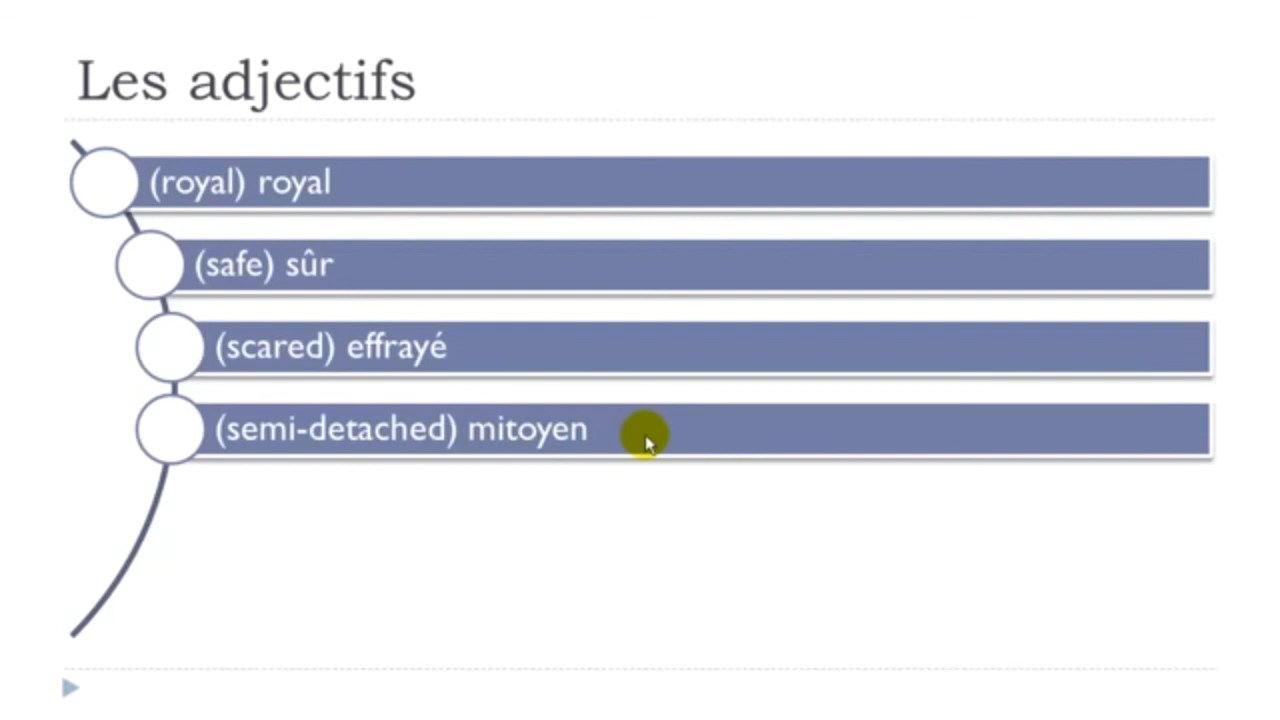 Les adjectifs
(royal) royal
(safe) sûr
(scared) effrayé
(semi-detached) mitoyen